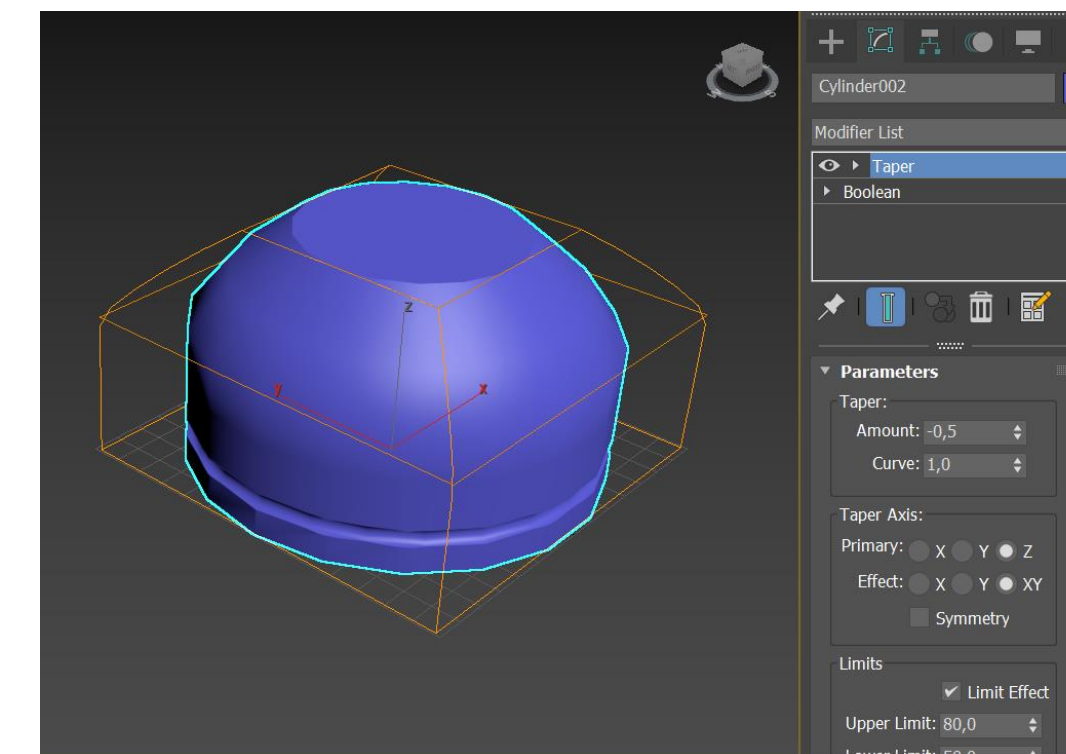 Cylinder002
Modifier List
Taper
Boolean
Z
Y
X
Parameters
Taper:
Amount: -0,5
Curve: 1,0
Taper Axis:
Primary: X Y Z
Effect: X Y XY
Symmetry
Limits
Limit Effect
Upper Limit: 80,0